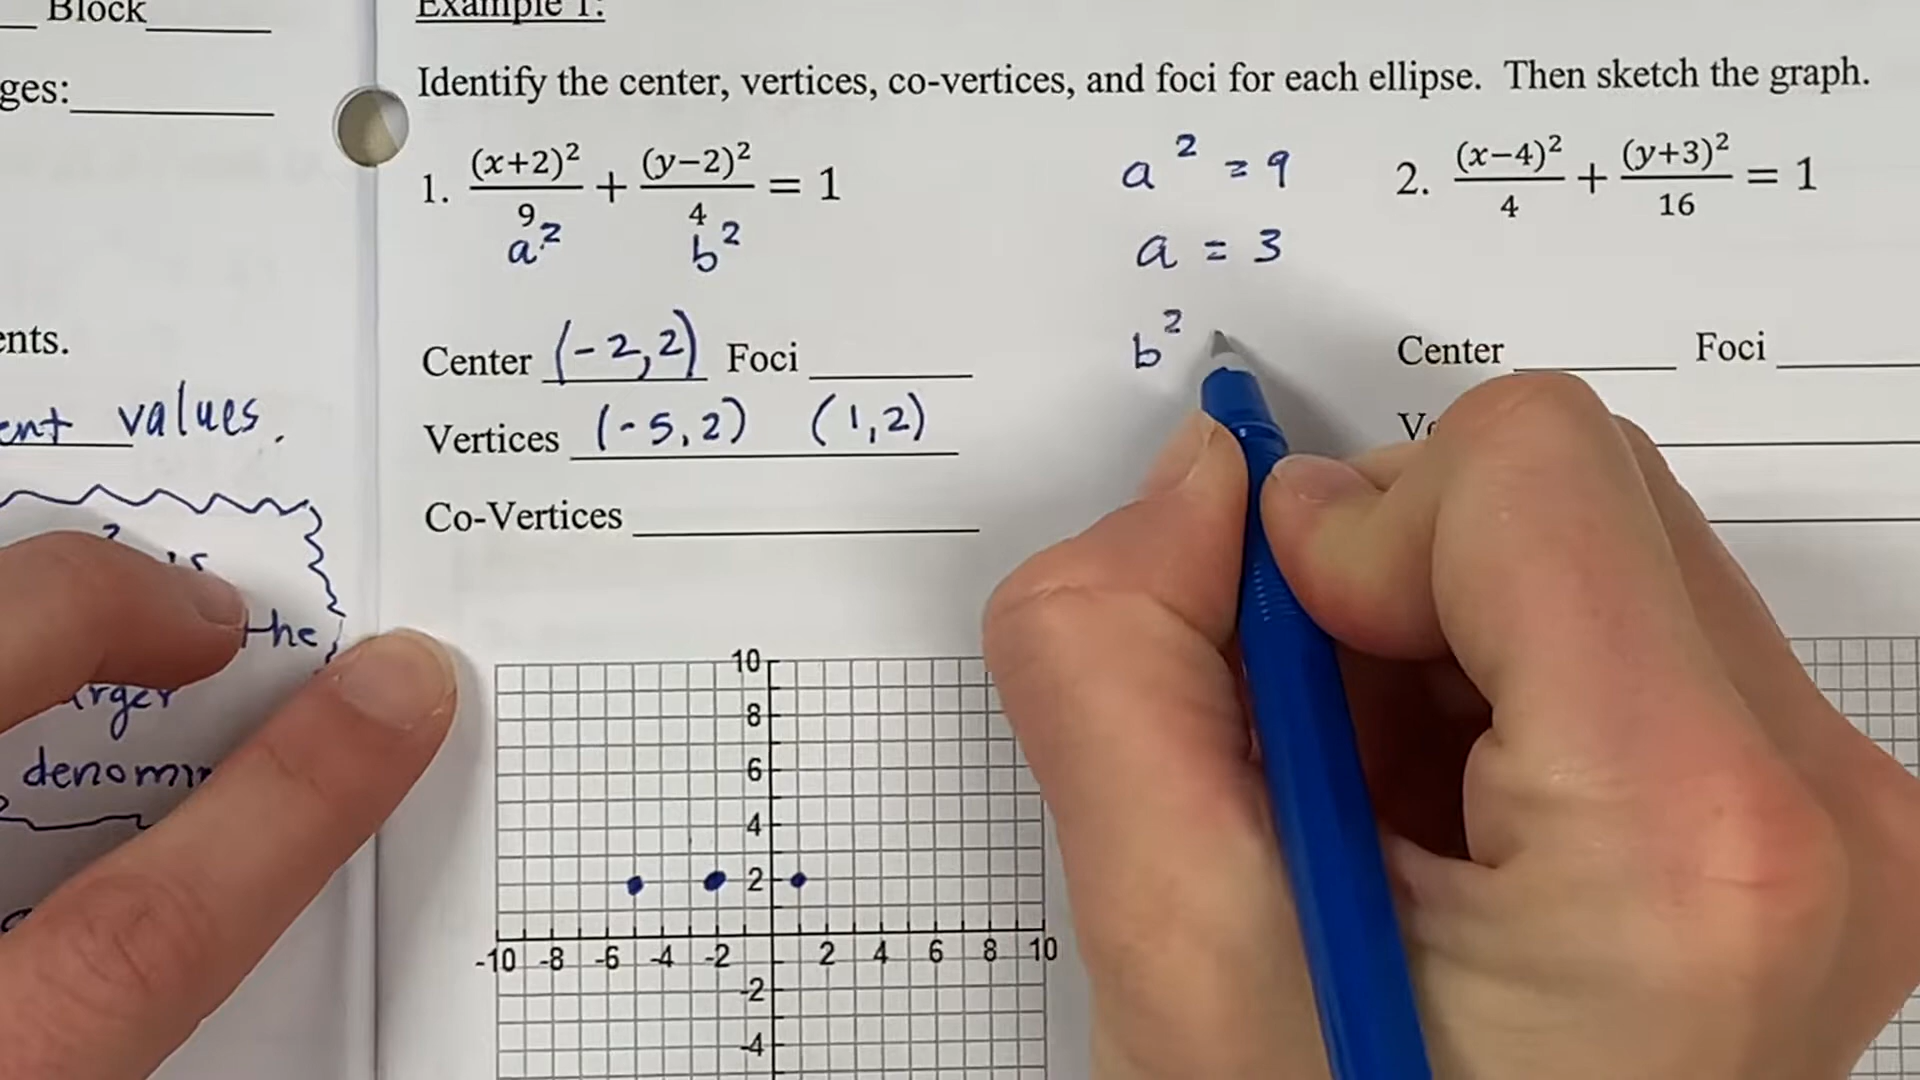 Block
ges:
ents.
values.
is
the
denomi
Example 1:
Identify the center, vertices, co-vertices, and foci for each ellipse. Then sketch the graph.
1. (x+2)²/9 + (y−2)²/4 = 1
a² b²
Center (-2,2) Foci
Vertices (-5,2) (1,2)
Co-Vertices
a² = 9
a = 3
b²
2. (x−4)²/4 + (y+3)²/16 = 1
Center Foci
10
8
6
4
2
-10 -8 -6 -4 -2 2 4 6 8 10
-2
-4